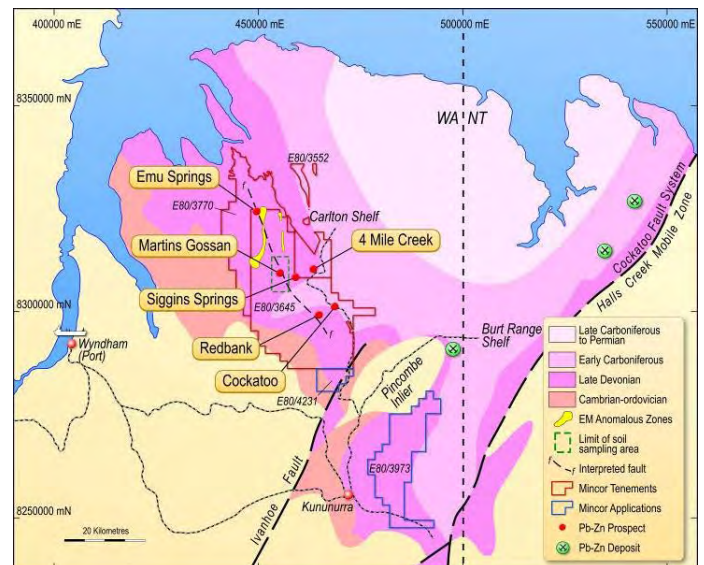 400000 mE
450000 mE
500000 mE
550000 mE
8350000 mN
WA
NT
E80/3552
Emu Springs
E80/3770
Carlton Shelf
Martins Gossan
4 Mile Creek
Siggins Springs
E80/3645
Cockatoo Fault System
Halls Creek Mobile Zone
8300000 mN
Wyndham
(Port)
Redbank
Cockatoo
Burt Range
Shelf
Pincombe
Inlier
E80/4231
E80/3973
Ivanhoe Fault
Kununurra
8250000 mN
20 Kilometres
f
f
Late Carboniferous
to Permian
Early Carboniferous
Late Devonian
Cambrian-ordovician
EM Anomalous Zones
Limit of soil
sampling area
f
f
Interpreted fault
Mincor Tenements
Mincor Applications
Pb-Zn Prospect
Pb-Zn Deposit